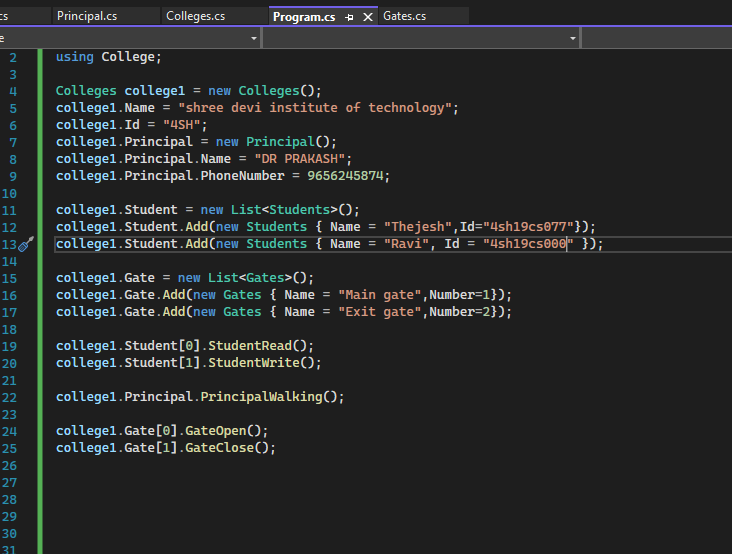 cs
Principal.cs
Colleges.cs
Program.cs
Gates.cs
e
2 using College;
3
4 Colleges college1 = new Colleges();
5 college1.Name = "shree devi institute of technology";
6 college1.Id = "4SH";
7 college1.Principal = new Principal();
8 college1.Principal.Name = "DR PRAKASH";
9 college1.Principal.PhoneNumber = 9656245874;
10
11 college1.Student = new List<Students>();
12 college1.Student.Add(new Students { Name = "Thejesh",Id="4sh19cs077"});
13 college1.Student.Add(new Students { Name = "Ravi", Id = "4sh19cs000" });
14
15 college1.Gate = new List<Gates>();
16 college1.Gate.Add(new Gates { Name = "Main gate",Number=1});
17 college1.Gate.Add(new Gates { Name = "Exit gate",Number=2});
18
19 college1.Student[0].StudentRead();
20 college1.Student[1].StudentWrite();
21
22 college1.Principal.PrincipalWalking();
23
24 college1.Gate[0].GateOpen();
25 college1.Gate[1].GateClose();
26
27
28
29
30
31